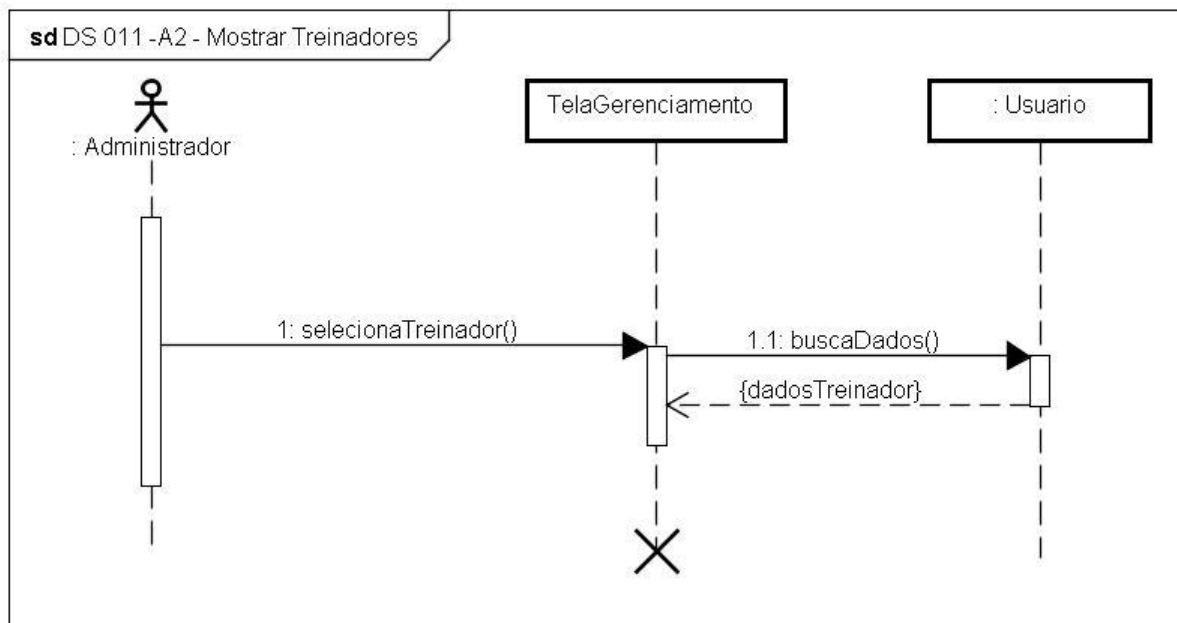 sd DS 011 -A2 - Mostrar Treinadores
: Administrador
TelaGerenciamento
: Usuario
1: selecionaTreinador()
1.1: buscaDados()
{dadosTreinador}